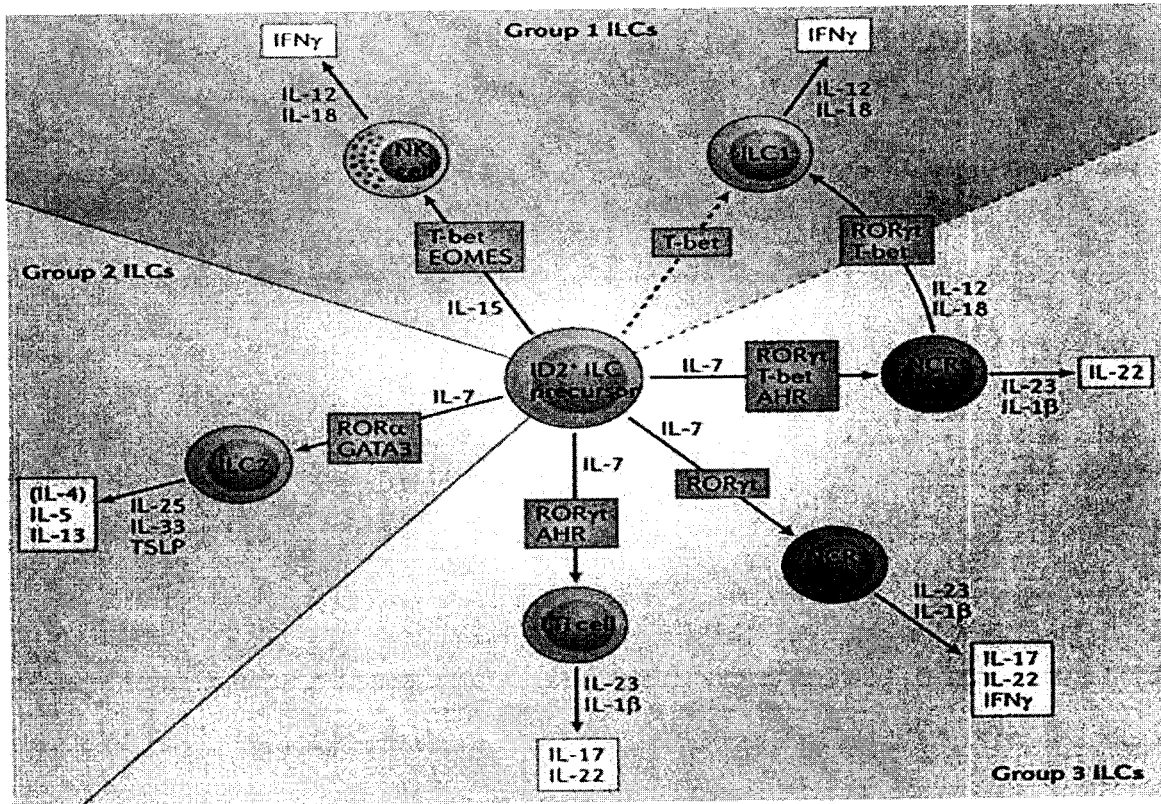 Group 1 ILCs
IFNγ
IL-12
IL-18
NK
cell
T-bet
EOMES
IL-15
IFNγ
IL-12
IL-18
ILC1
T-bet
RORγt
T-bet
IL-12
IL-18
Group 2 ILCs
ID2⁺ ILC
precursor
IL-7
RORγt
T-bet
AHR
NCR
IL-23
IL-1β
IL-22
IL-7
RORα
GATA3
ILC2
IL-25
IL-33
TSLP
(IL-4)
IL-5
IL-13
IL-7
RORγt
AHR
LTi cell
IL-23
IL-1β
IL-17
IL-22
IL-7
RORγt
NCR
IL-23
IL-1β
IL-17
IL-22
IFNγ
Group 3 ILCs